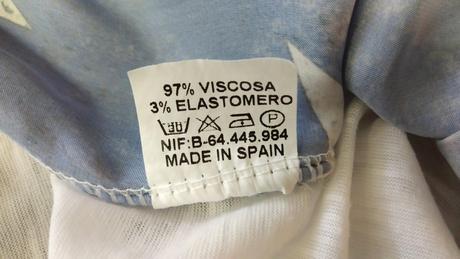 97% VISCOSA
3% ELASTOMERO
P
NIF:B-64.445.984
MADE IN SPAIN